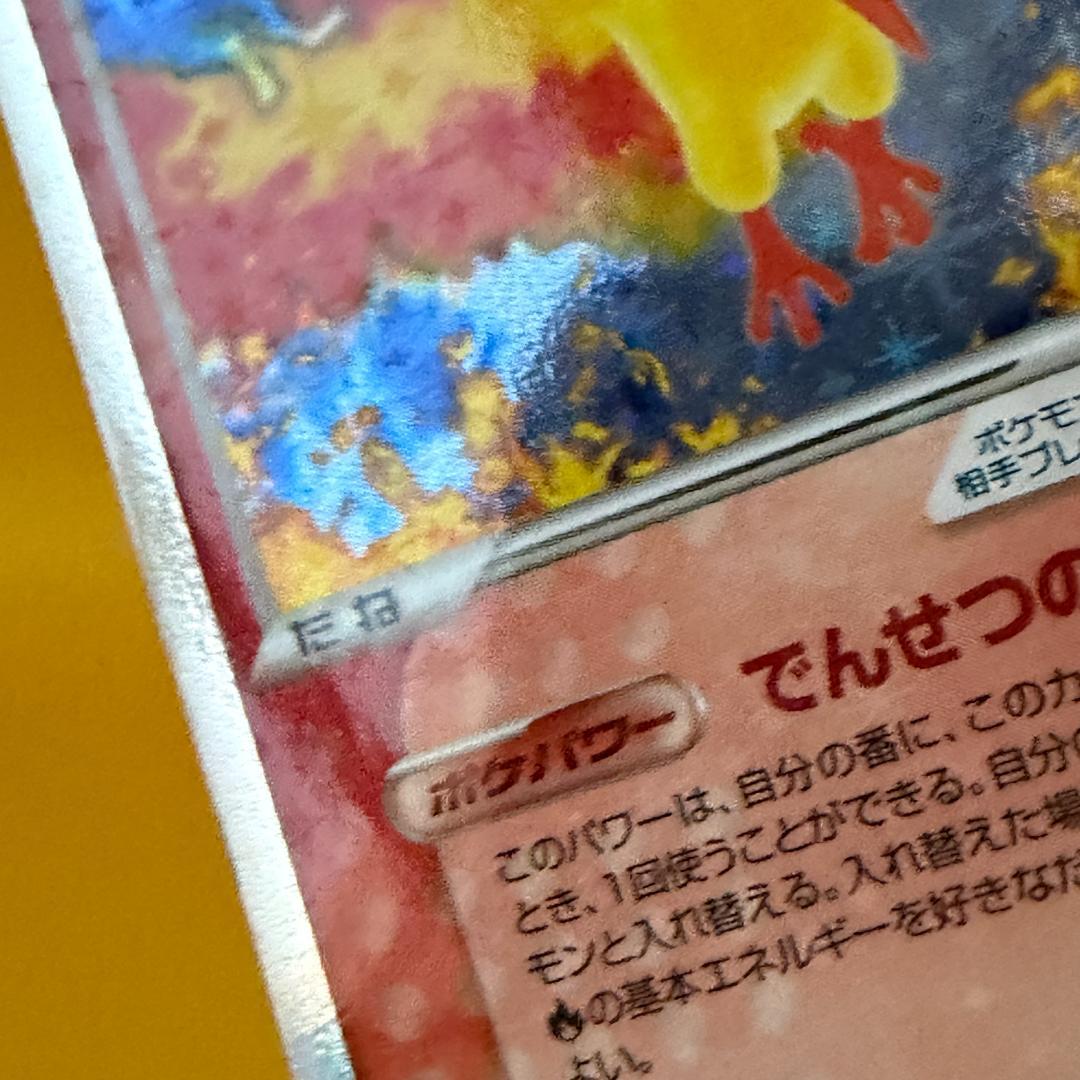 ポケモ
相手プレ
たね
でんせつの
ポケパワー
このパワーは、自分の番に、この力
とき、1回使うことができる。自分の
モンと入れ替える。入れ替えた場
🔥の基本エネルギーを好きなだ
よい。